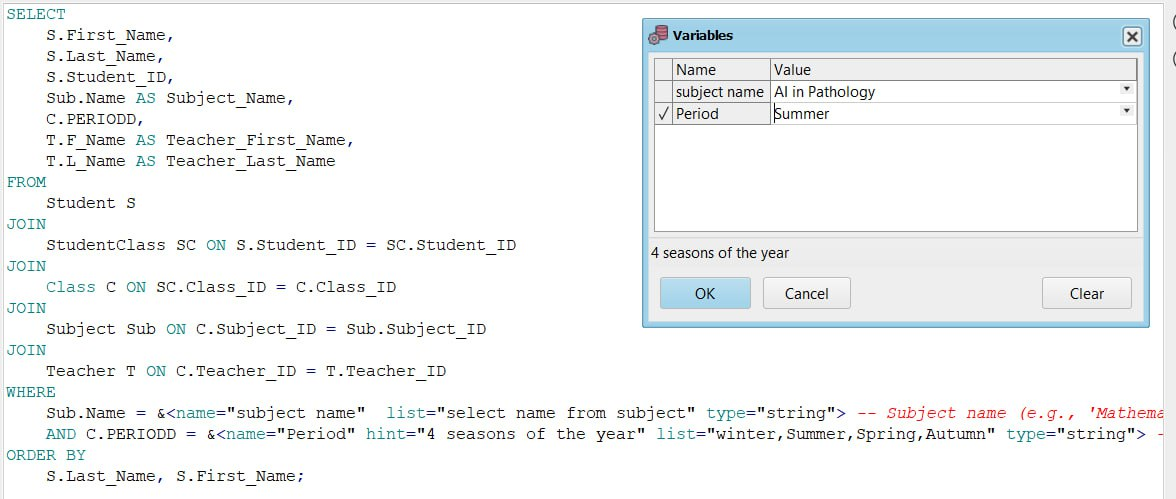 SELECT
S.First_Name,
S.Last_Name,
S.Student_ID,
Sub.Name AS Subject_Name,
C.PERIODD,
T.F_Name AS Teacher_First_Name,
T.L_Name AS Teacher_Last_Name
FROM
Student S
JOIN
StudentClass SC ON S.Student_ID = SC.Student_ID
JOIN
Class C ON SC.Class_ID = C.Class_ID
JOIN
Subject Sub ON C.Subject_ID = Sub.Subject_ID
JOIN
Teacher T ON C.Teacher_ID = T.Teacher_ID
WHERE
Sub.Name = &<name="subject name"  list="select name from subject" type="string"> -- Subject name (e.g., 'Mathema
AND C.PERIODD = &<name="Period" hint="4 seasons of the year" list="winter,Summer,Spring,Autumn" type="string"> -
ORDER BY
S.Last_Name, S.First_Name;
Variables
Name Value
subject name AI in Pathology
Period Summer
4 seasons of the year
OK Cancel Clear